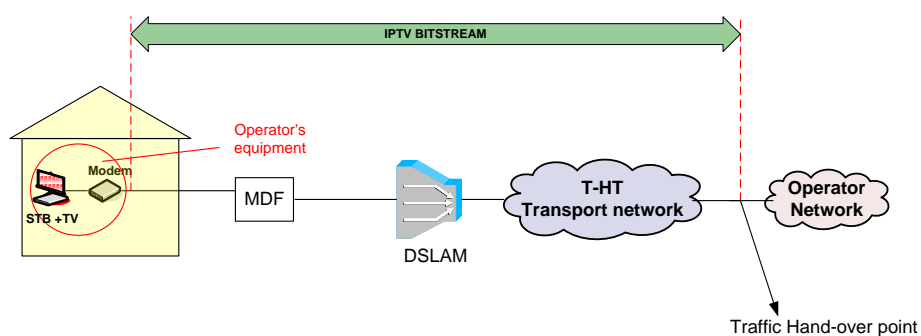 IPTV BITSTREAM
Operator's
equipment
Modem
STB +TV
MDF
DSLAM
T-HT
Transport network
Operator
Network
Traffic Hand-over point